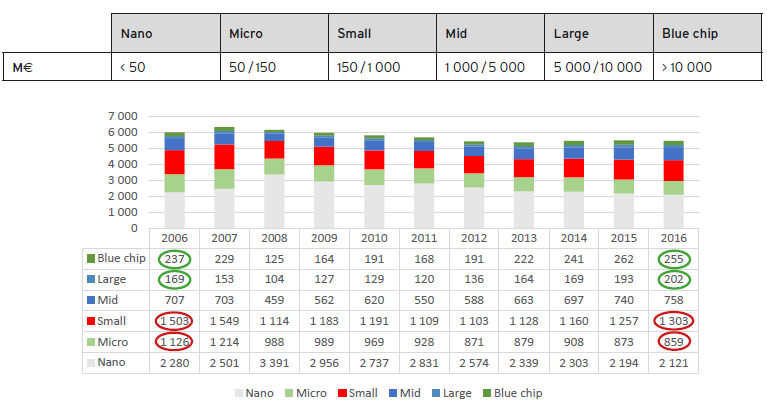 Nano Micro Small Mid Large Blue chip
M€ < 50 50 / 150 150 / 1 000 1 000 / 5 000 5 000 / 10 000 > 10 000
7 000
6 000
5 000
4 000
3 000
2 000
1 000
0
2006 2007 2008 2009 2010 2011 2012 2013 2014 2015 2016
Blue chip 237 229 125 164 191 168 191 222 241 262 255
Large 169 153 104 127 129 120 136 164 169 193 202
Mid 707 703 459 562 620 550 588 663 697 740 758
Small 1 503 1 549 1 114 1 183 1 191 1 109 1 103 1 128 1 160 1 257 1 303
Micro 1 126 1 214 988 989 969 928 871 879 908 873 859
Nano 2 280 2 501 3 391 2 956 2 737 2 831 2 574 2 339 2 303 2 194 2 121
Nano Micro Small Mid Large Blue chip